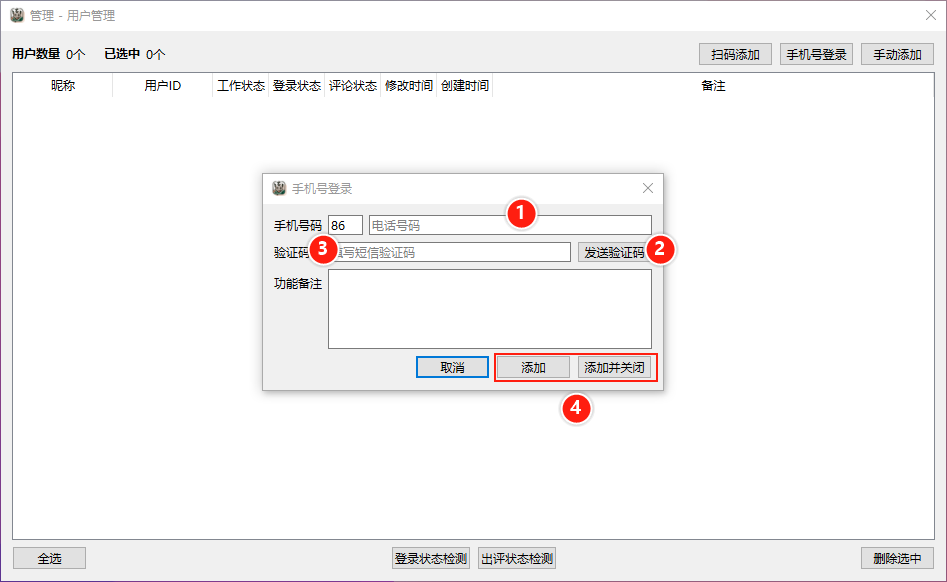 管理 - 用户管理
用户数量 0个 已选中 0个 扫码添加 手机号登录 手动添加
昵称 用户ID 工作状态 登录状态 评论状态 修改时间 创建时间 备注
手机号登录
1
手机号码 86 电话号码
验证码 3 填写短信验证码 发送验证码 2
功能备注
取消 添加 添加并关闭
4
全选 登录状态检测 出评状态检测 删除选中